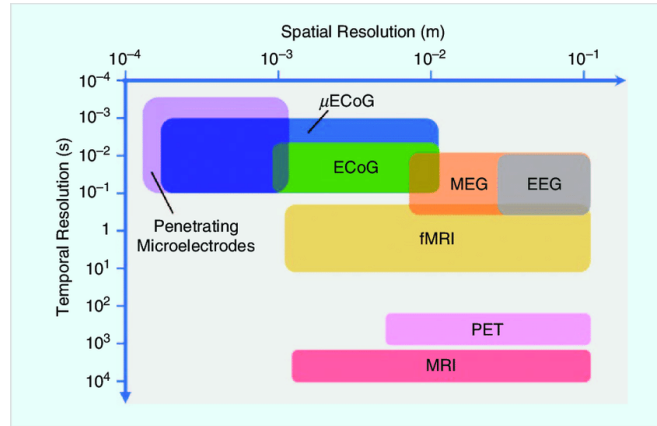 Spatial Resolution (m)
10⁻⁴ 10⁻³ 10⁻² 10⁻¹
Temporal Resolution (s)
10⁻⁴
10⁻³
10⁻²
10⁻¹
1
10¹
10²
10³
10⁴
μECoG
ECoG
MEG
EEG
Penetrating
Microelectrodes
fMRI
PET
MRI